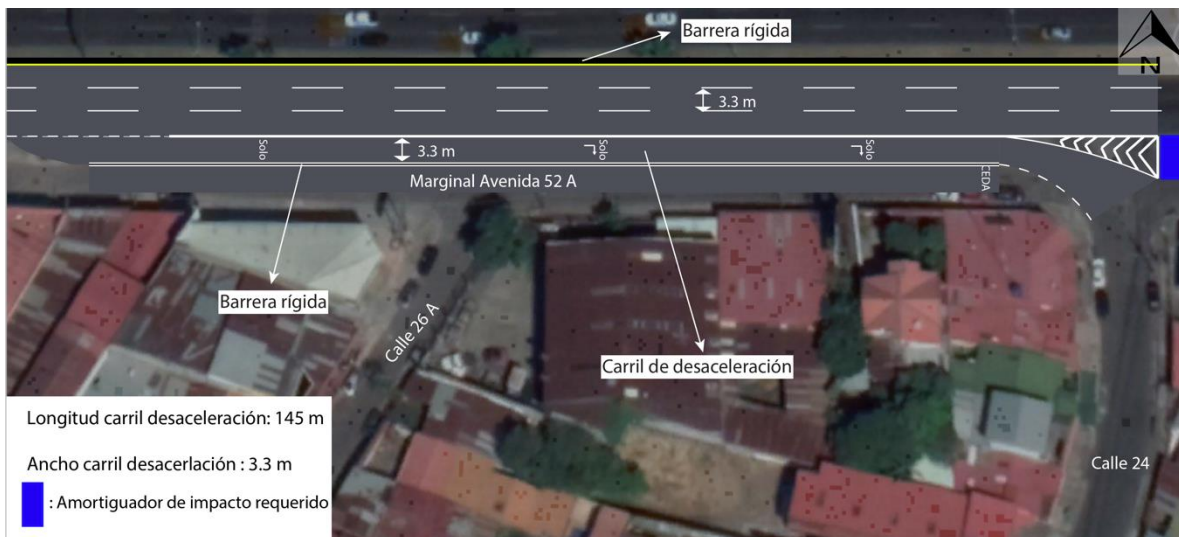 Barrera rígida
N
3.3 m
Solo
3.3 m
Solo
Solo
CEDA
Marginal Avenida 52 A
Barrera rígida
Calle 26 A
Carril de desaceleración
Longitud carril desaceleración: 145 m
Ancho carril desacerlación : 3.3 m
: Amortiguador de impacto requerido
Calle 24